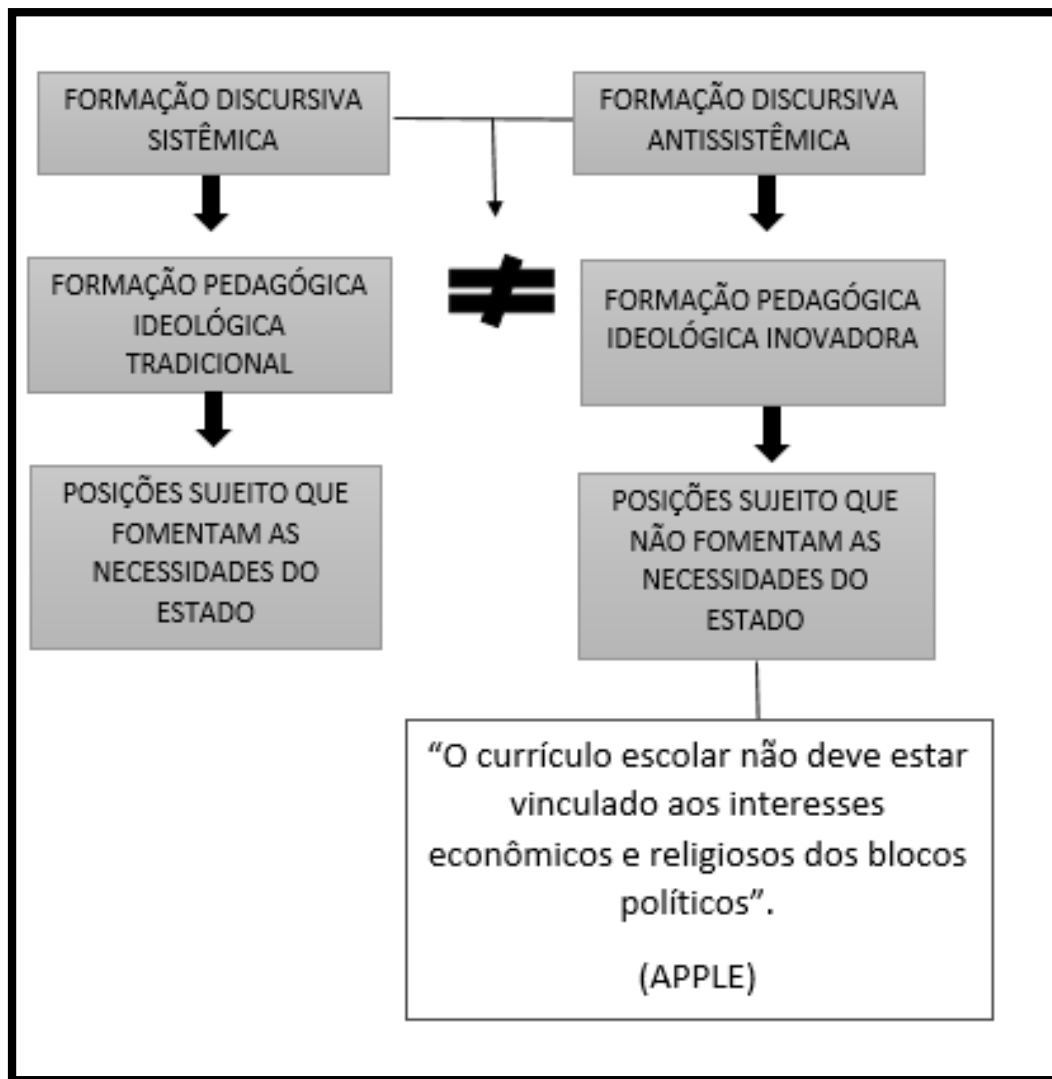 FORMAÇÃO DISCURSIVA
SISTÊMICA
FORMAÇÃO DISCURSIVA
ANTISSISTÊMICA
≠
FORMAÇÃO PEDAGÓGICA
IDEOLÓGICA
TRADICIONAL
FORMAÇÃO PEDAGÓGICA
IDEOLÓGICA INOVADORA
POSIÇÕES SUJEITO QUE
FOMENTAM AS
NECESSIDADES DO
ESTADO
POSIÇÕES SUJEITO QUE
NÃO FOMENTAM AS
NECESSIDADES DO
ESTADO
“O currículo escolar não deve estar
vinculado aos interesses
econômicos e religiosos dos blocos
políticos”.
(APPLE)